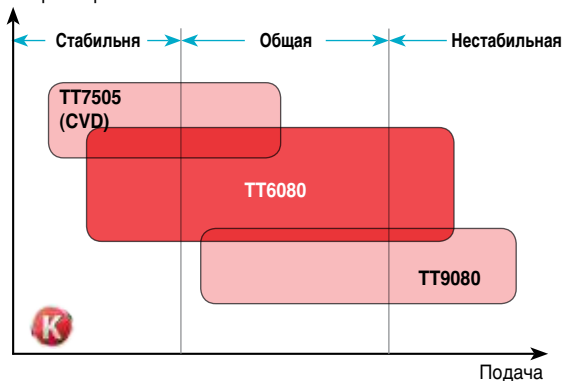 Стабильня
Общая
Нестабильная
TT7505
(CVD)
TT6080
TT9080
K
Подача